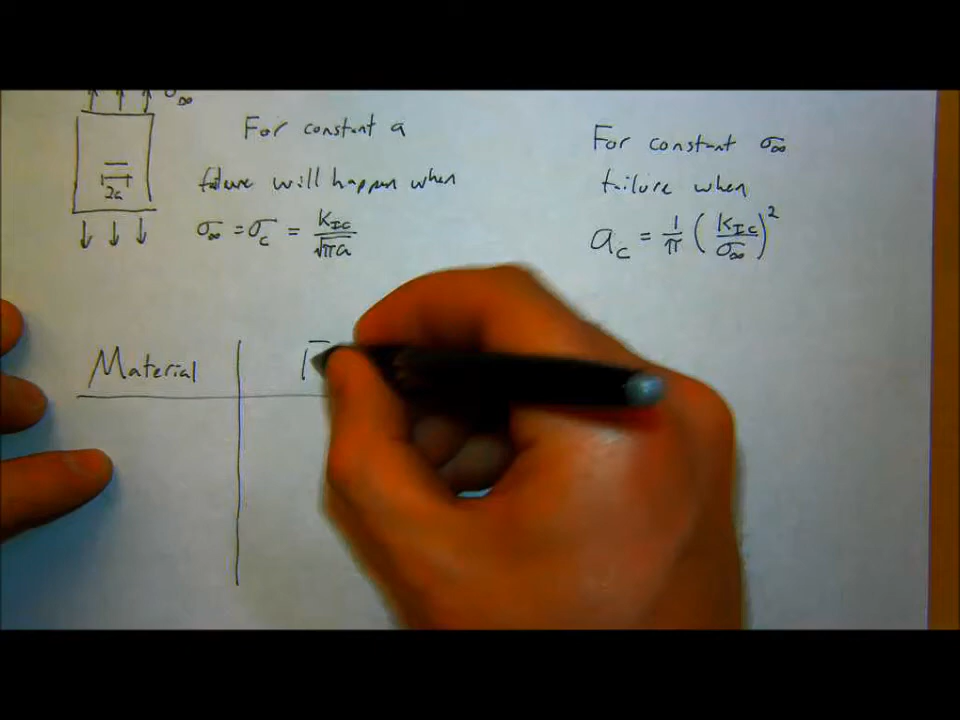 σ∞
2a
For constant a
failure will happen when
σ∞ = σc = KIc/√πa
For constant σ∞
failure when
ac = 1/π (KIc/σ∞)²
Material